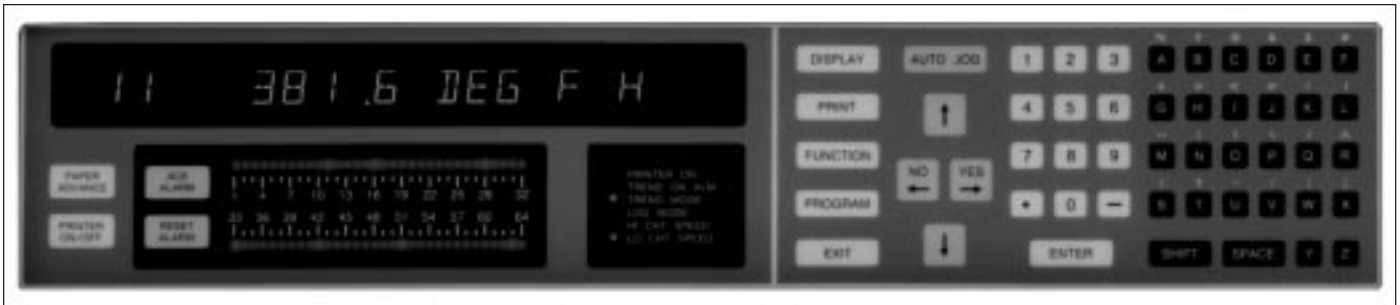 11 381.6 DEG F H
PAPER ADVANCE
PRINTER ON/OFF
ACK ALARM
RESET ALARM
1 4 7 10 13 16 19 22 25 28 32
33 36 39 42 45 48 51 54 57 60 64
PRINTER ON
TREND ON ALM
TREND MODE
LOG MODE
HI CHT SPEED
LO CHT SPEED
DISPLAY
PRINT
FUNCTION
PROGRAM
EXIT
AUTO JOG
↑
NO ←
YES →
↓
1 2 3
4 5 6
7 8 9
• 0 —
ENTER
A B C D E F
G H I J K L
M N O P Q R
S T U V W X
SHIFT SPACE Y Z